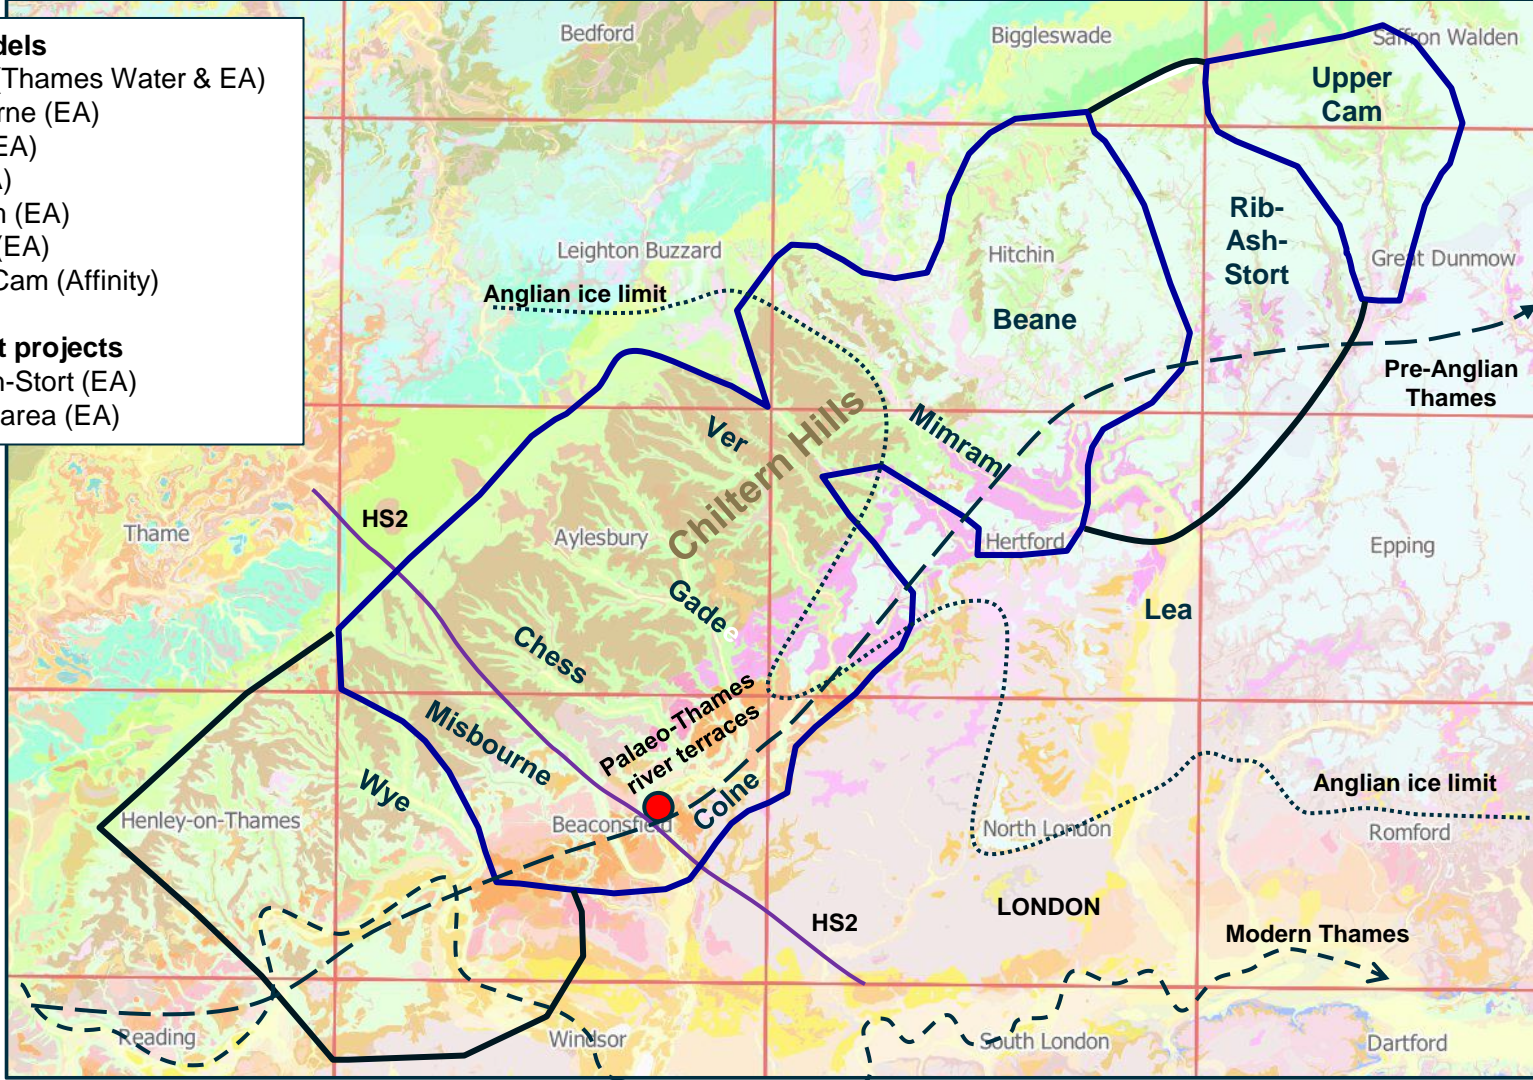 dels
(Thames Water & EA)
rne (EA)
EA)
A)
n (EA)
(EA)
Cam (Affinity)
t projects
n-Stort (EA)
area (EA)
Bedford
Biggleswade
Saffron Walden
Upper
Cam
Rib-
Ash-
Stort
Leighton Buzzard
Hitchin
Great Dunmow
Anglian ice limit
Beane
Pre-Anglian
Thames
Ver
Chiltern Hills
Mimram
HS2
Thame
Aylesbury
Hertford
Epping
Gade
e
Lea
Chess
Misbourne
Palaeo-Thames
river terraces
Wye
Colne
Anglian ice limit
Henley-on-Thames
Beaconsfield
North London
Romford
LONDON
HS2
Modern Thames
Reading
Windsor
South London
Dartford